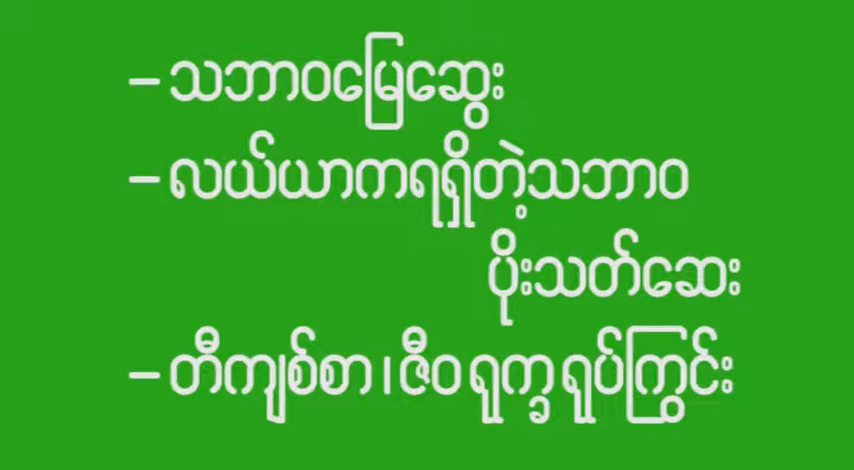 – သဘာဝမြေဆွေး
– လယ်ယာကရရှိတဲ့သဘာဝ
ပိုးသတ်ဆေး
– တီကျစ်စာ၊ ဇီဝ ရုက္ခ ရုပ်ကြွင်း